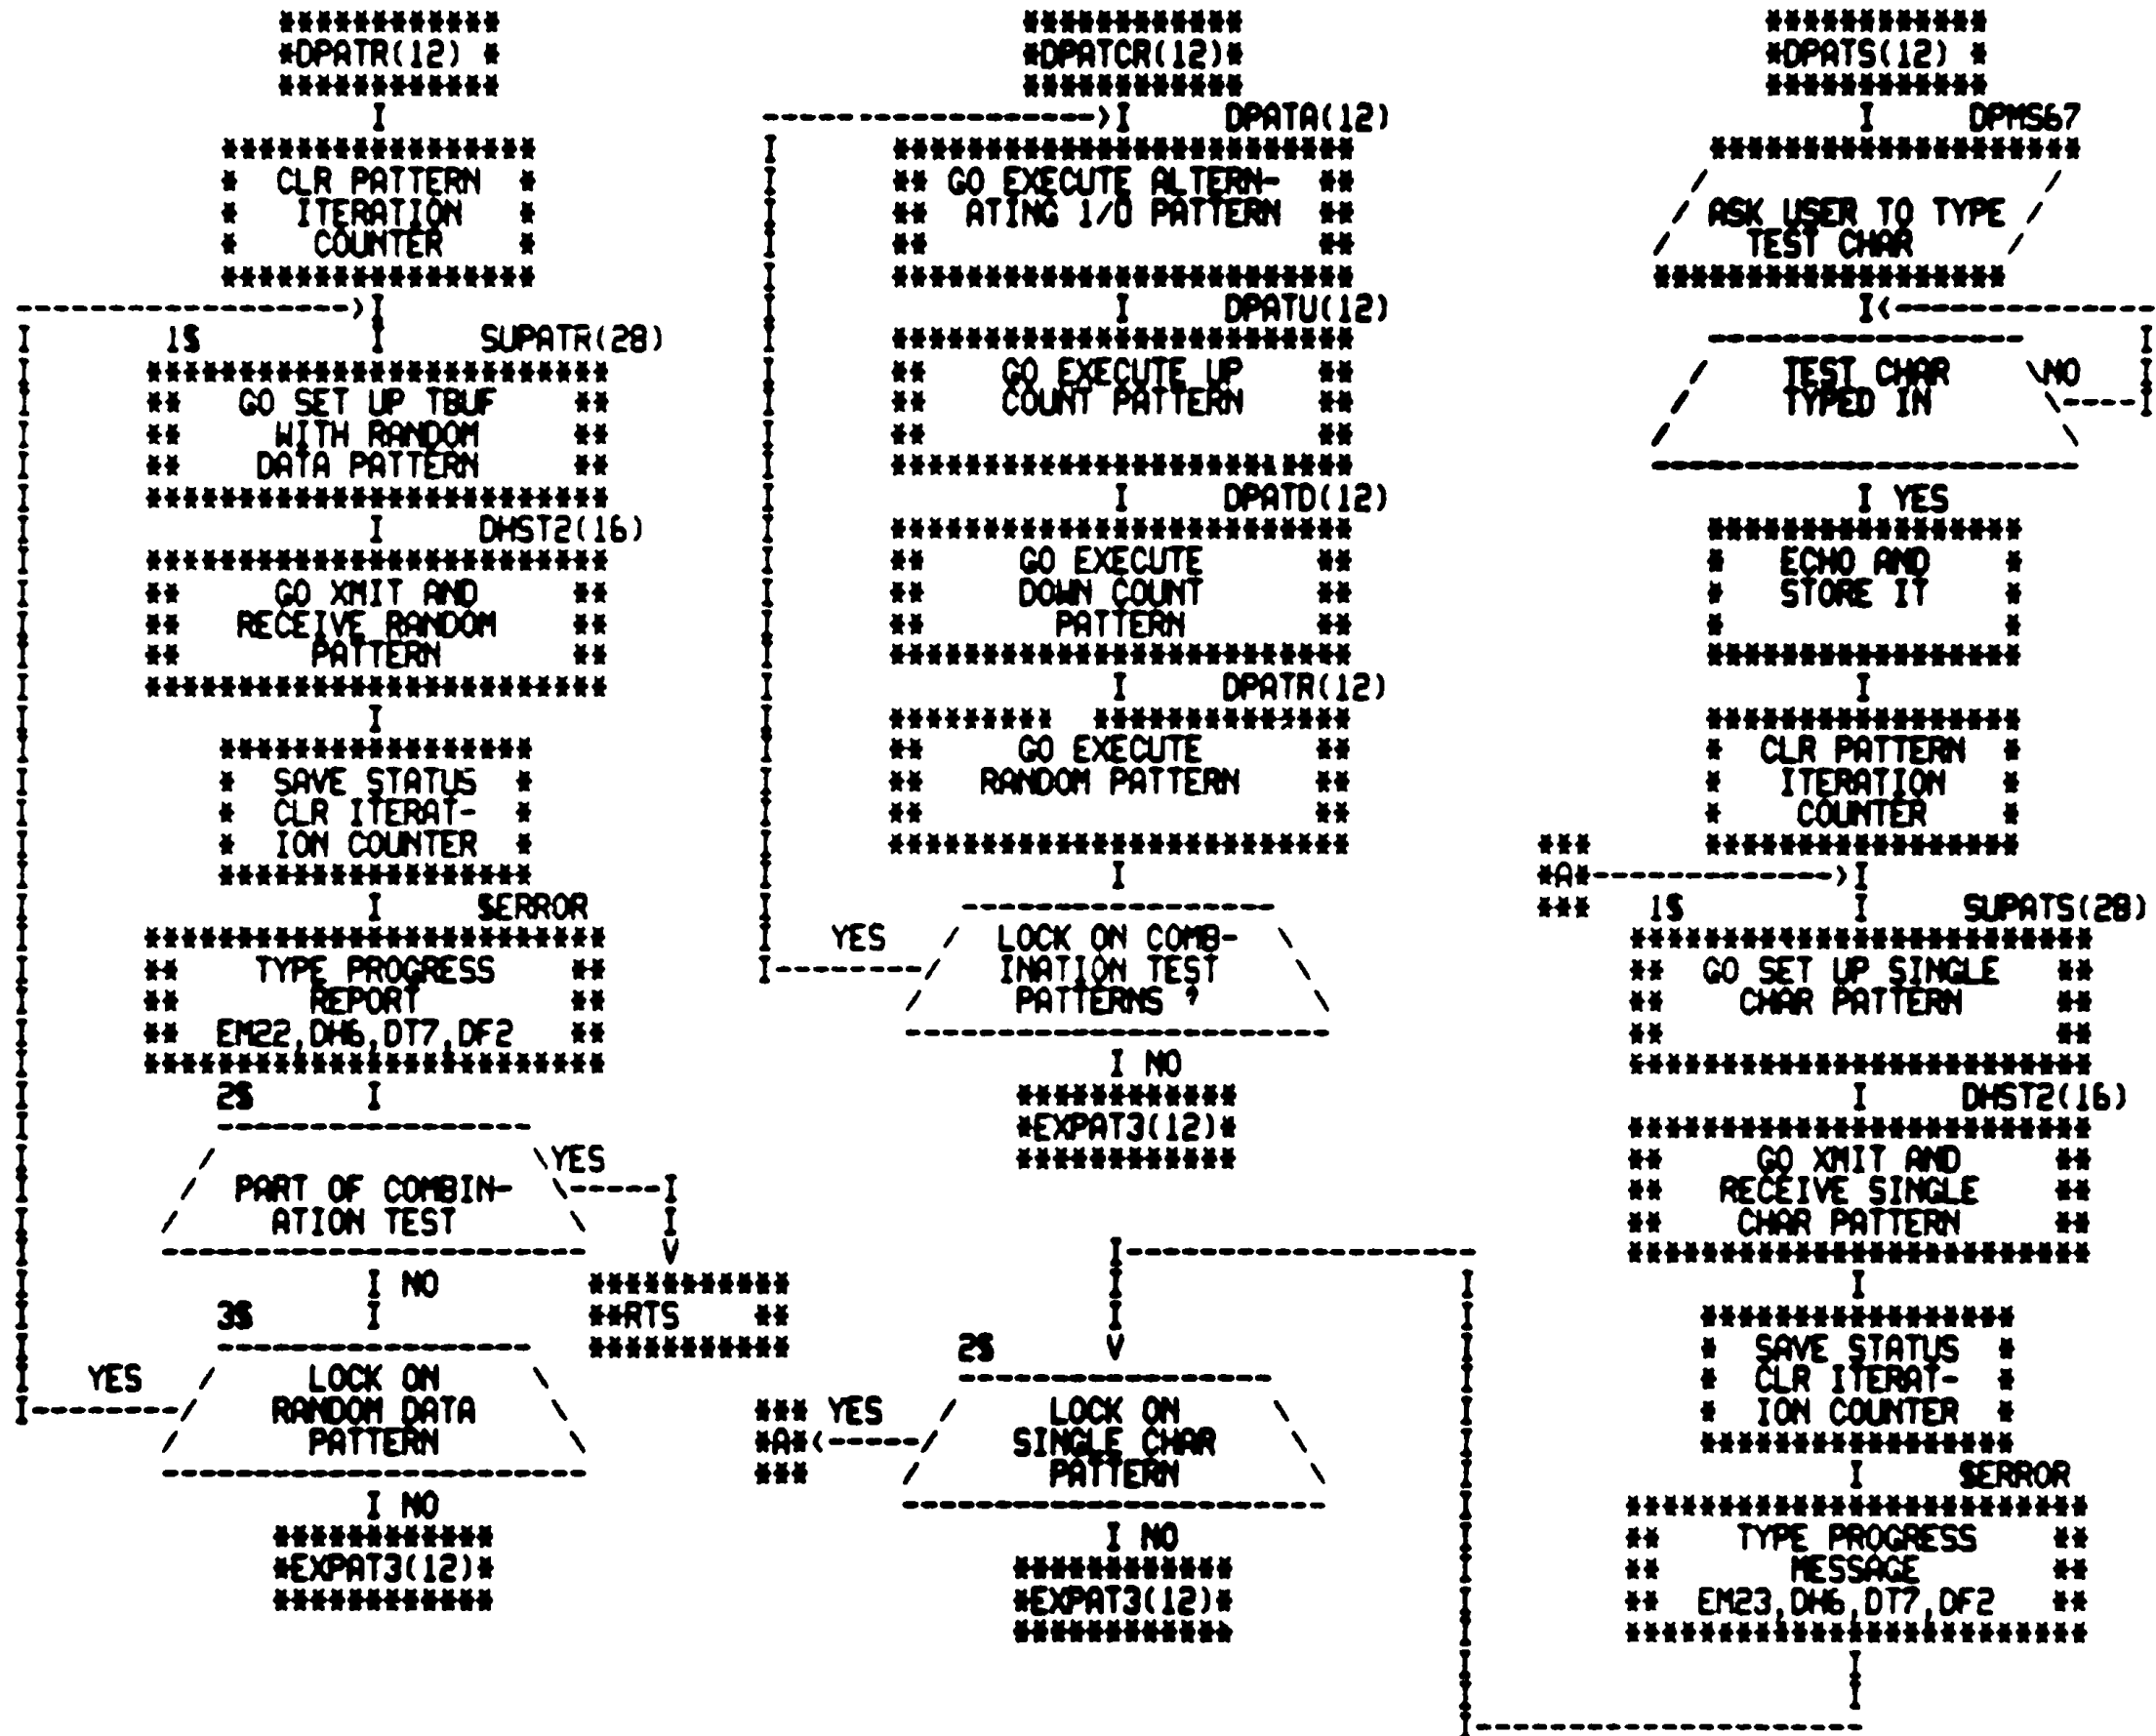 DPATR(12)
CLR PATTERN
ITERATION
COUNTER
1$ SUPATR(28)
GO SET UP TBUF
WITH RANDOM
DATA PATTERN
DHST2(16)
GO XMIT AND
RECEIVE RANDOM
PATTERN
SAVE STATUS
CLR ITERAT-
ION COUNTER
$ERROR
TYPE PROGRESS
REPORT
EM22,DH6,DT7,DF2
2$
YES
PART OF COMBIN-
ATION TEST
NO
RTS
3$
YES
LOCK ON
RANDOM DATA
PATTERN
NO
EXPAT3(12)
DPATCR(12)
DPATA(12)
GO EXECUTE ALTERN-
ATING 1/0 PATTERN
DPATU(12)
GO EXECUTE UP
COUNT PATTERN
DPATD(12)
GO EXECUTE
DOWN COUNT
PATTERN
DPATR(12)
GO EXECUTE
RANDOM PATTERN
YES
LOCK ON COMB-
INATION TEST
PATTERNS ?
NO
EXPAT3(12)
2$
YES
A
LOCK ON
SINGLE CHAR
PATTERN
NO
EXPAT3(12)
DPATS(12)
DPMS67
ASK USER TO TYPE
TEST CHAR
TEST CHAR NO
TYPED IN
YES
ECHO AND
STORE IT
CLR PATTERN
ITERATION
COUNTER
A
1$ SUPATS(28)
GO SET UP SINGLE
CHAR PATTERN
DHST2(16)
GO XMIT AND
RECEIVE SINGLE
CHAR PATTERN
SAVE STATUS
CLR ITERAT-
ION COUNTER
$ERROR
TYPE PROGRESS
MESSAGE
EM23,DH6,DT7,DF2